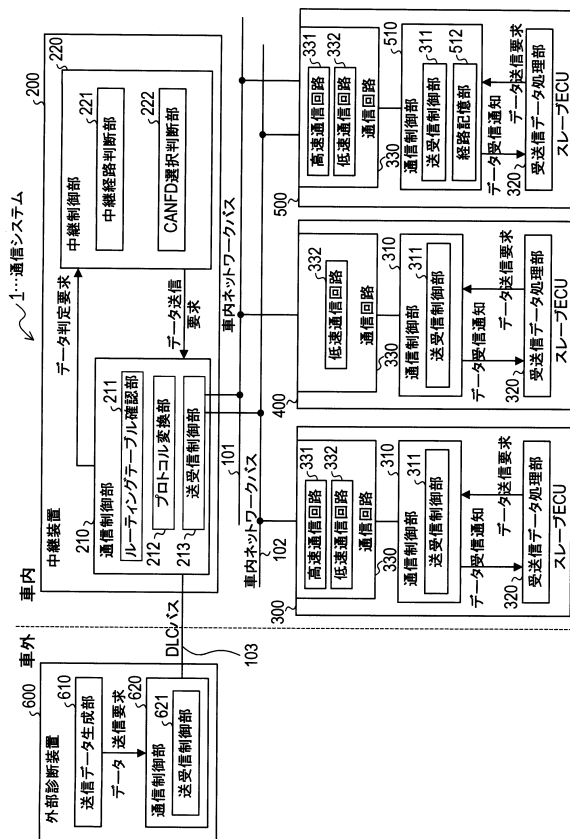 1…通信システム
車外
車内
600
外部診断装置
610
送信データ生成部
データ 送信要求
620
通信制御部
621
送受信制御部
DLCバス
103
200
中継装置
210
通信制御部
211
ルーティングテーブル確認部
212
プロトコル変換部
213
送受信制御部
データ判定要求
データ送信
要求
220
中継制御部
221
中継経路判断部
222
CANFD選択判断部
101
車内ネットワークバス
102
車内ネットワークバス
300
331
高速通信回路
332
低速通信回路
通信回路
330
310
通信制御部
311
送受信制御部
データ受信通知
データ送信要求
320
受送信データ処理部
スレーブECU
400
332
低速通信回路
通信回路
330
310
通信制御部
311
送受信制御部
データ受信通知
データ送信要求
320
受送信データ処理部
スレーブECU
500
331
高速通信回路
332
低速通信回路
通信回路
330
510
通信制御部
311
送受信制御部
512
経路記憶部
データ受信通知
データ送信要求
320
受送信データ処理部
スレーブECU